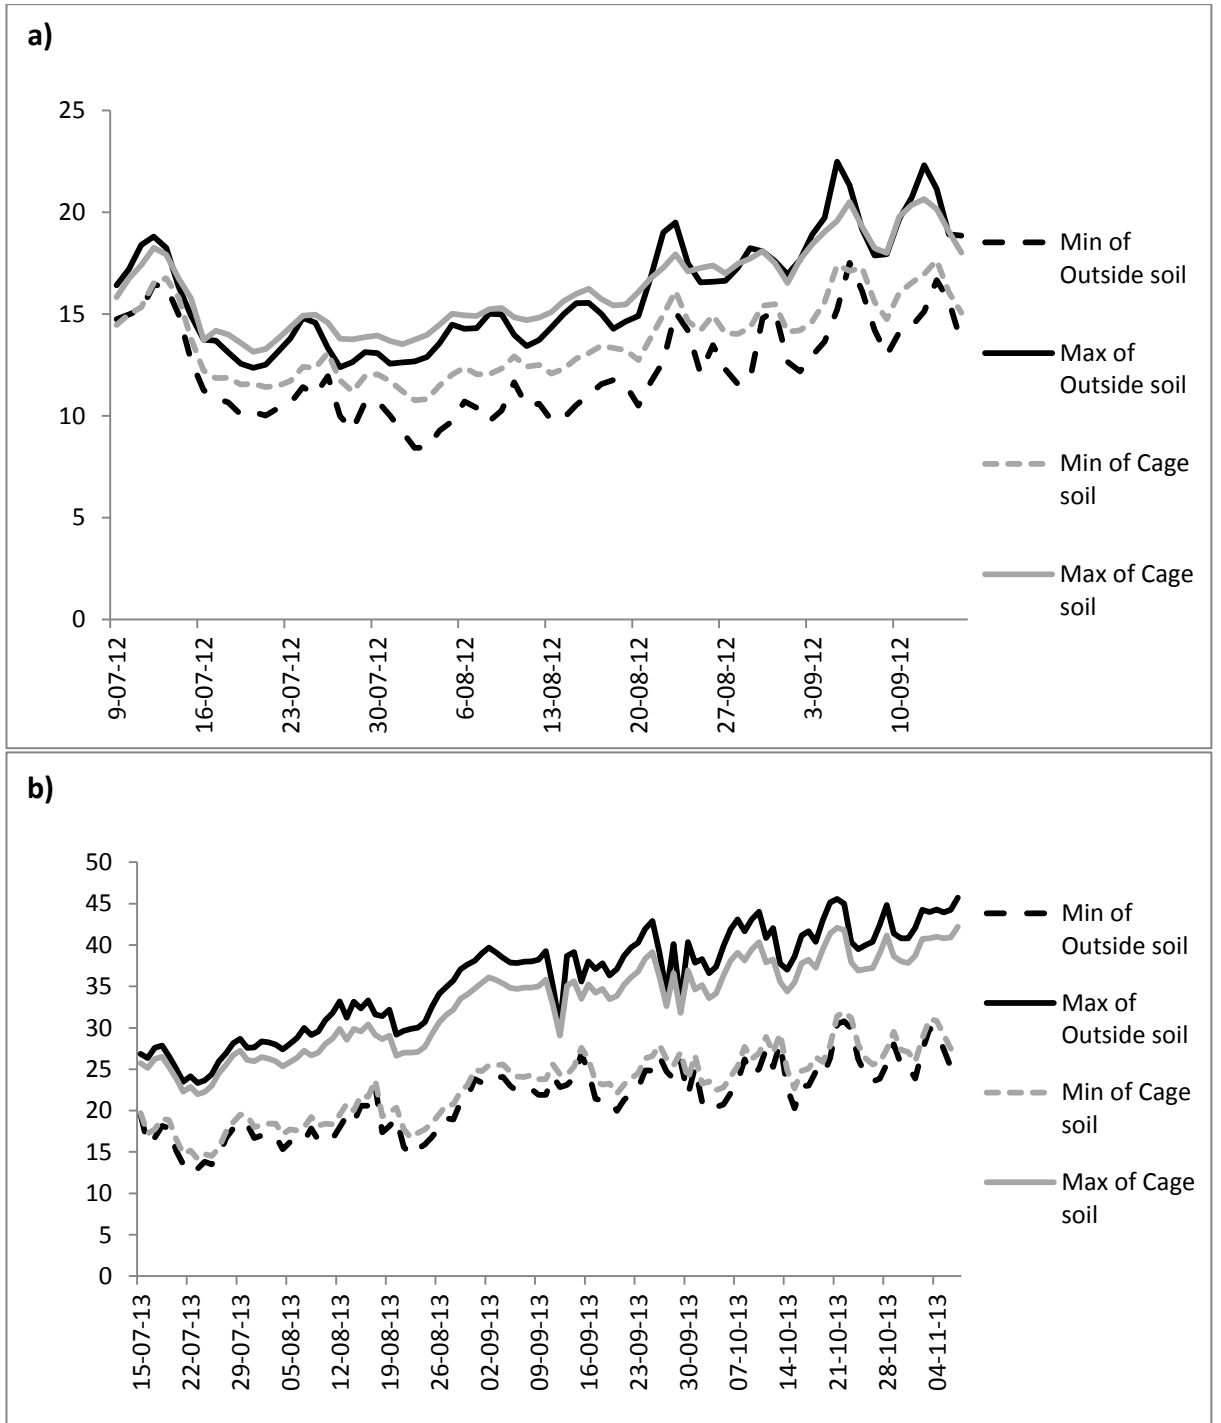 a)
25
20
15
10
5
0
9-07-12
16-07-12
23-07-12
30-07-12
6-08-12
13-08-12
20-08-12
27-08-12
3-09-12
10-09-12
Min of
Outside soil
Max of
Outside soil
Min of Cage
soil
Max of Cage
soil
b)
50
45
40
35
30
25
20
15
10
5
0
15-07-13
22-07-13
29-07-13
05-08-13
12-08-13
19-08-13
26-08-13
02-09-13
09-09-13
16-09-13
23-09-13
30-09-13
07-10-13
14-10-13
21-10-13
28-10-13
04-11-13
Min of
Outside soil
Max of
Outside soil
Min of Cage
soil
Max of Cage
soil